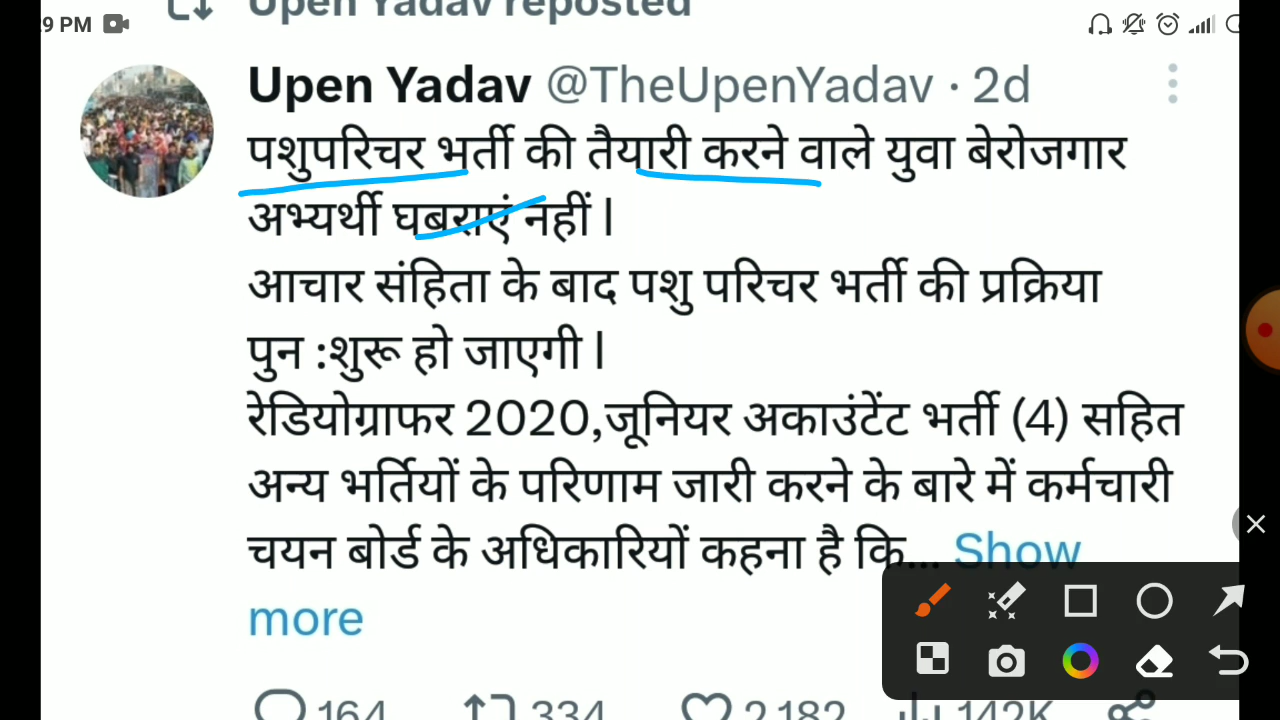 Upen Yadav reposted
29 PM
Upen Yadav @TheUpenYadav · 2d
पशुपरिचर भर्ती की तैयारी करने वाले युवा बेरोजगार
अभ्यर्थी घबराएं नहीं |
आचार संहिता के बाद पशु परिचर भर्ती की प्रक्रिया
पुन :शुरू हो जाएगी |
रेडियोग्राफर 2020,जूनियर अकाउंटेंट भर्ती (4) सहित
अन्य भर्तियों के परिणाम जारी करने के बारे में कर्मचारी
चयन बोर्ड के अधिकारियों कहना है कि... Show
more
164 334 2,182 142K